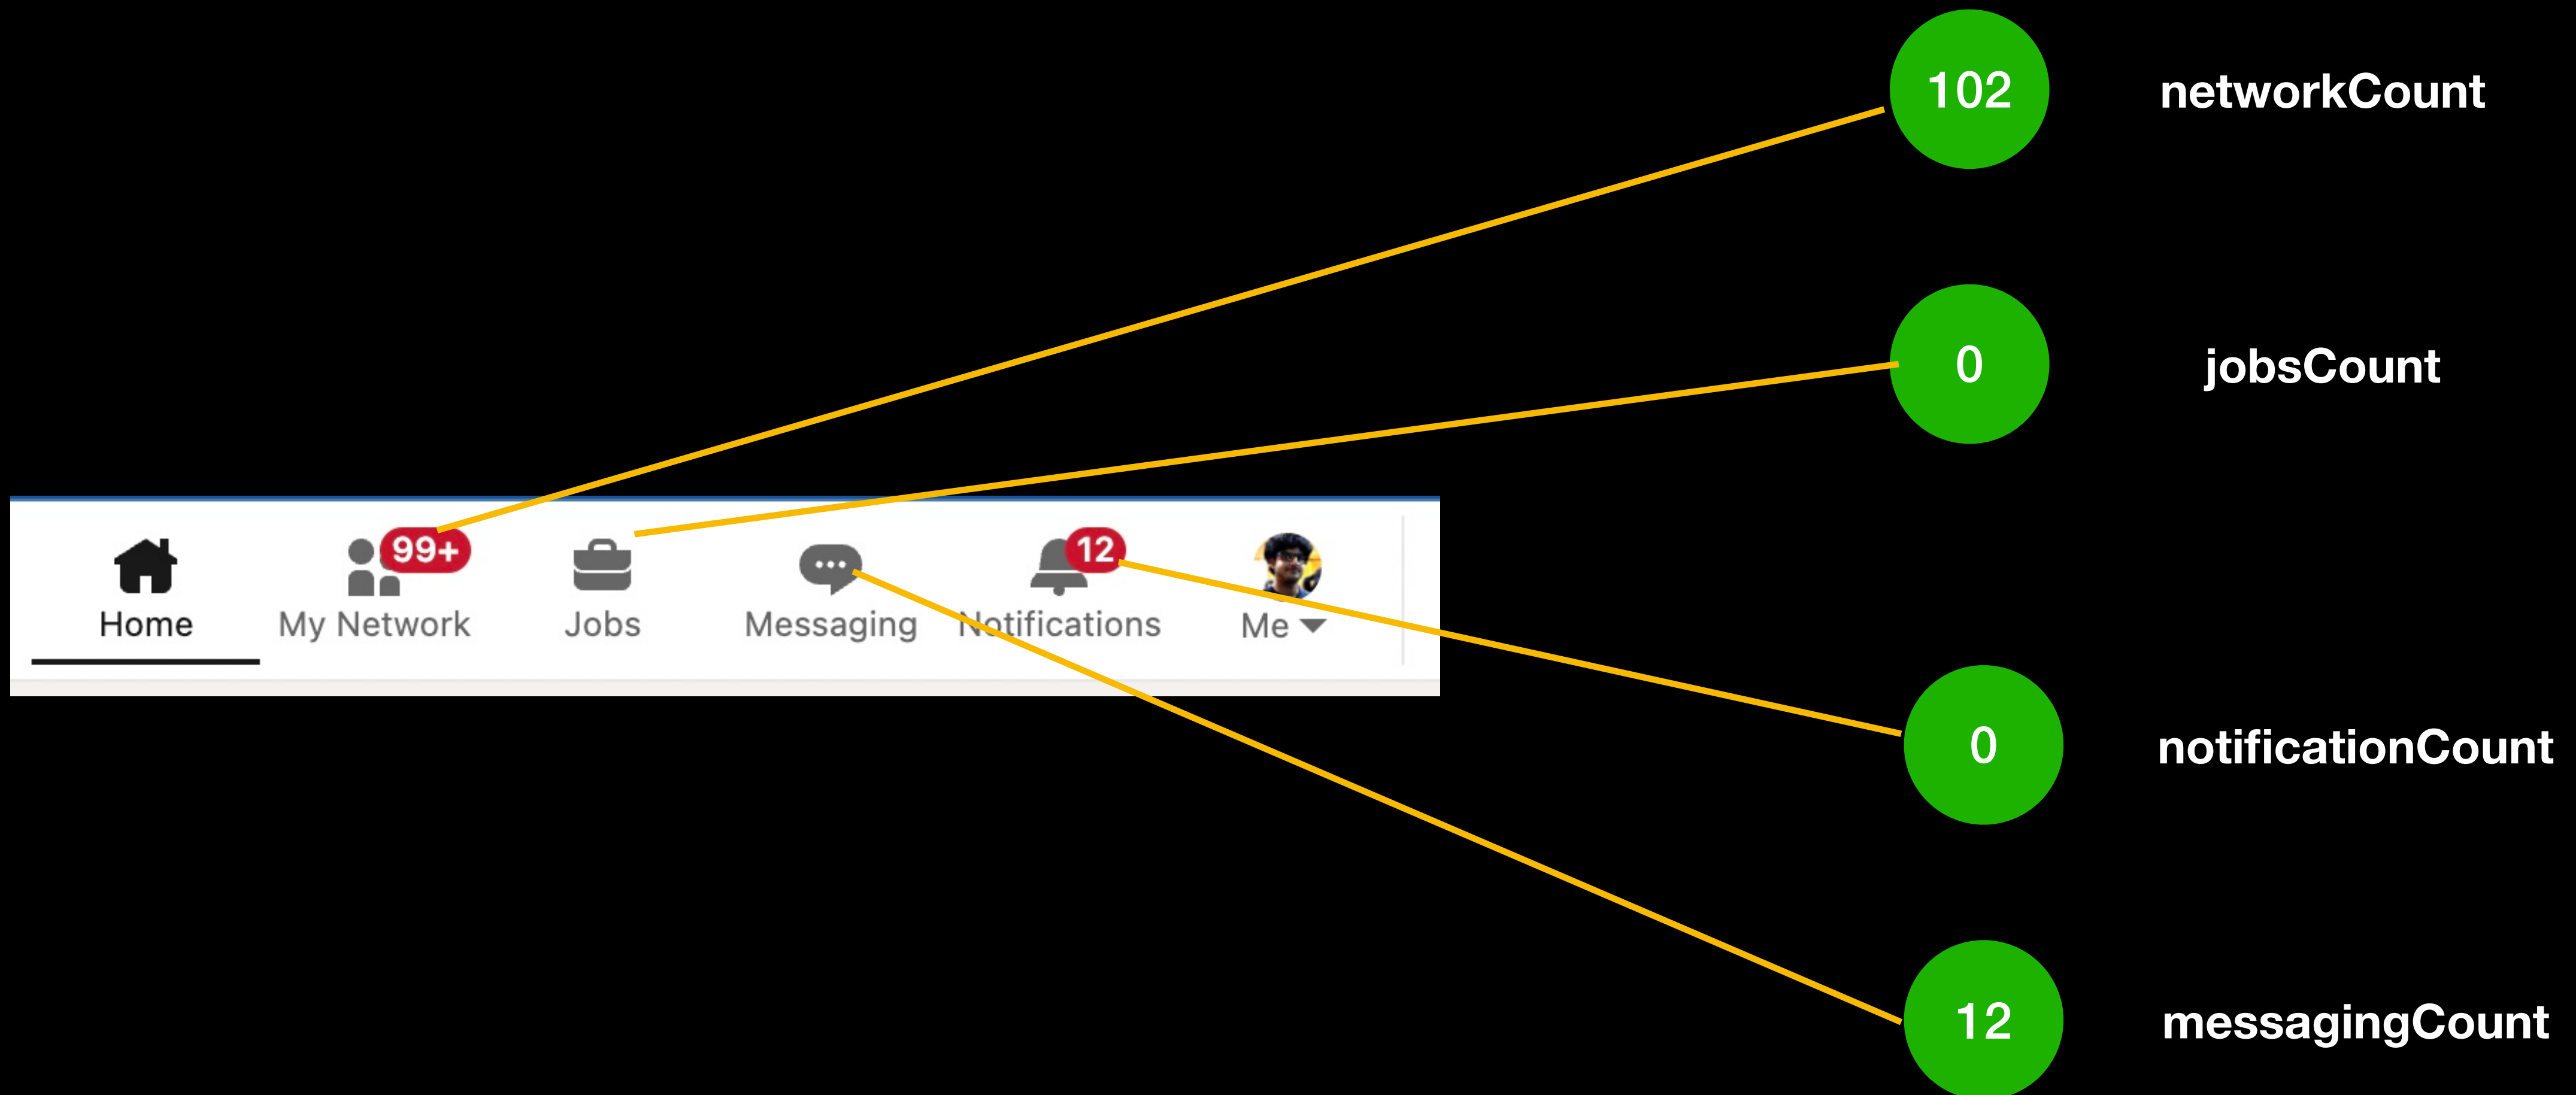 102 networkCount
0 jobsCount
99+ 12
Home My Network Jobs Messaging Notifications Me
0 notificationCount
12 messagingCount